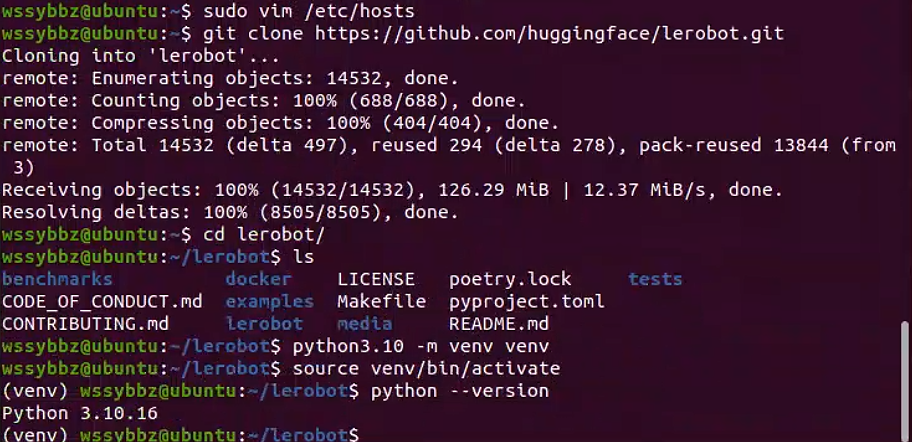 wssybbz@ubuntu:~$ sudo vim /etc/hosts
wssybbz@ubuntu:~$ git clone https://github.com/huggingface/lerobot.git
Cloning into 'lerobot'...
remote: Enumerating objects: 14532, done.
remote: Counting objects: 100% (688/688), done.
remote: Compressing objects: 100% (404/404), done.
remote: Total 14532 (delta 497), reused 294 (delta 278), pack-reused 13844 (from
 3)
Receiving objects: 100% (14532/14532), 126.29 MiB | 12.37 MiB/s, done.
Resolving deltas: 100% (8505/8505), done.
wssybbz@ubuntu:~$ cd lerobot/
wssybbz@ubuntu:~/lerobot$ ls
benchmarks          docker    LICENSE   poetry.lock     tests
CODE_OF_CONDUCT.md  examples  Makefile  pyproject.toml
CONTRIBUTING.md     lerobot   media     README.md
wssybbz@ubuntu:~/lerobot$ python3.10 -m venv venv
wssybbz@ubuntu:~/lerobot$ source venv/bin/activate
(venv) wssybbz@ubuntu:~/lerobot$ python --version
Python 3.10.16
(venv) wssybbz@ubuntu:~/lerobot$